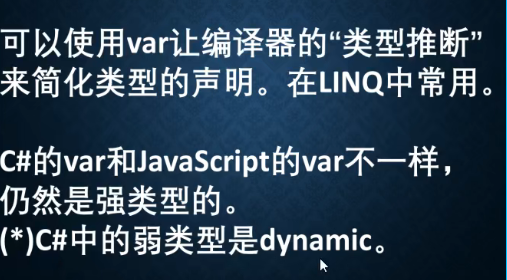 可以使用var让编译器的“类型推断”
来简化类型的声明。在LINQ中常用。
C#的var和JavaScript的var不一样，
仍然是强类型的。
(*)C#中的弱类型是dynamic。